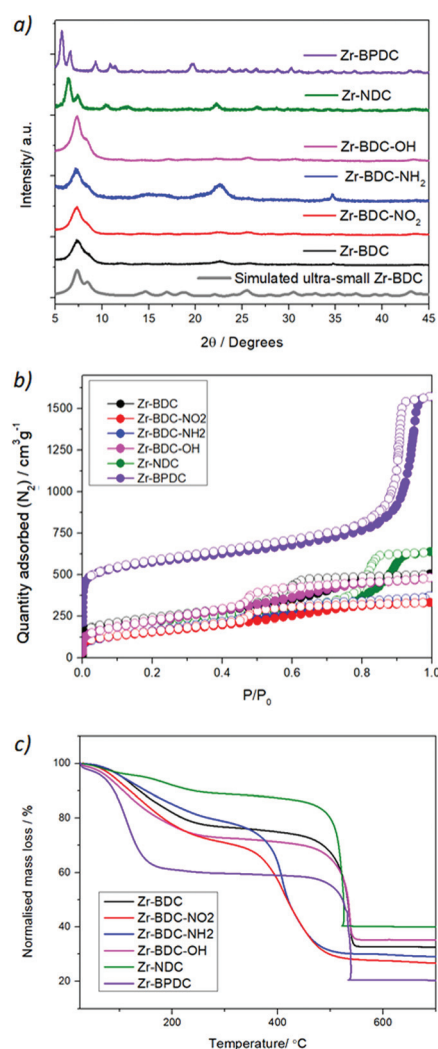 a)
Zr-BPDC
Zr-NDC
Zr-BDC-OH
Zr-BDC-NH2
Zr-BDC-NO2
Zr-BDC
Simulated ultra-small Zr-BDC
Intensity/ a.u.
5 10 15 20 25 30 35 40 45
2θ / Degrees
b)
Zr-BDC
Zr-BDC-NO2
Zr-BDC-NH2
Zr-BDC-OH
Zr-NDC
Zr-BPDC
Quantity adsorbed (N2) / cm3g-1
1500
1250
1000
750
500
250
0
0.0 0.2 0.4 0.6 0.8 1.0
P/P0
c)
Normalised mass loss / %
100
80
60
40
20
Zr-BDC
Zr-BDC-NO2
Zr-BDC-NH2
Zr-BDC-OH
Zr-NDC
Zr-BPDC
200 400 600
Temperature/ °C